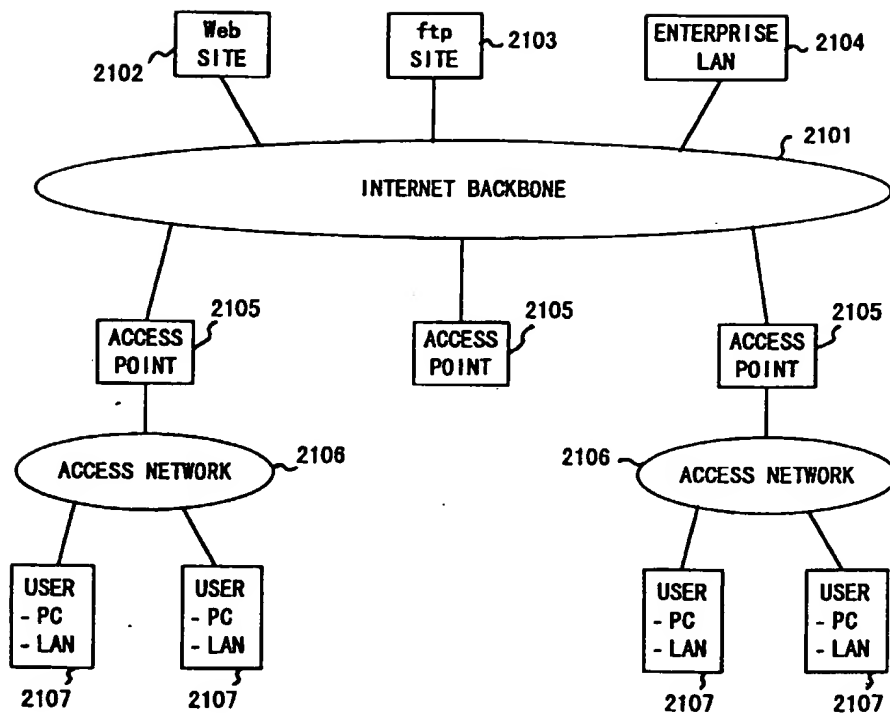 Web
SITE
2102
ftp
SITE
2103
ENTERPRISE
LAN
2104
2101
INTERNET BACKBONE
ACCESS
POINT
2105
ACCESS
POINT
2105
ACCESS
POINT
2105
ACCESS NETWORK
2106
2106
ACCESS NETWORK
USER
- PC
- LAN
2107
USER
- PC
- LAN
2107
USER
- PC
- LAN
2107
USER
- PC
- LAN
2107